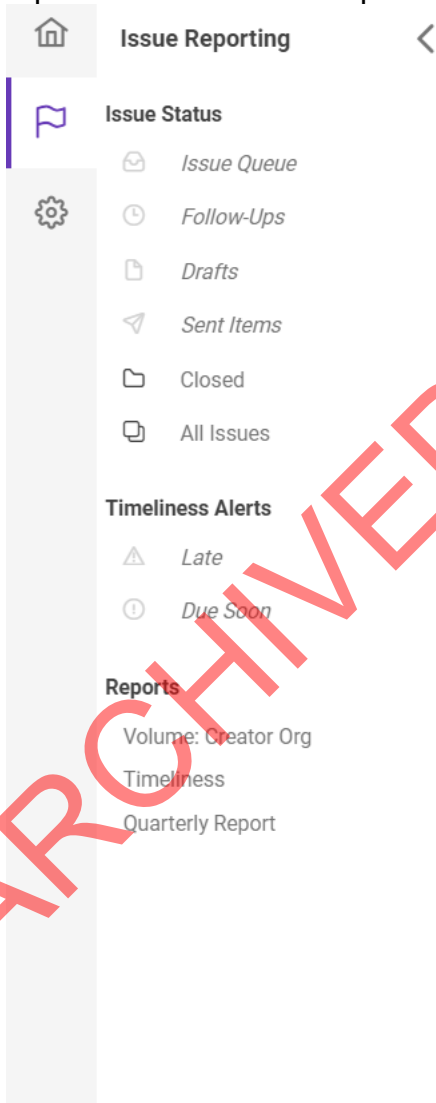 Issue Reporting
Issue Status
Issue Queue
Follow-Ups
Drafts
Sent Items
Closed
All Issues
Timeliness Alerts
Late
Due Soon
Reports
Volume: Creator Org
Timeliness
Quarterly Report
ARCHIVE